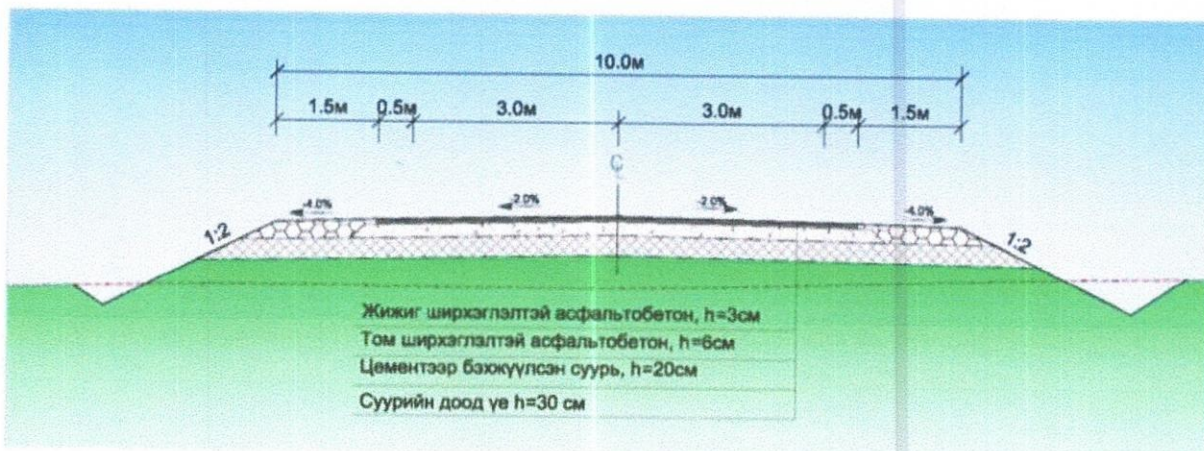 10.0м
1.5м 0.5м 3.0м 3.0м 0.5м 1.5м
C
-4.0% -2.0% -2.0% -4.0%
1:2 1:2
Жижиг ширхэглэлтэй асфальтобетон, h=3см
Том ширхэглэлтэй асфальтобетон, h=6см
Цементээр бэхжүүлсэн суурь, h=20см
Суурийн доод үе h=30 см